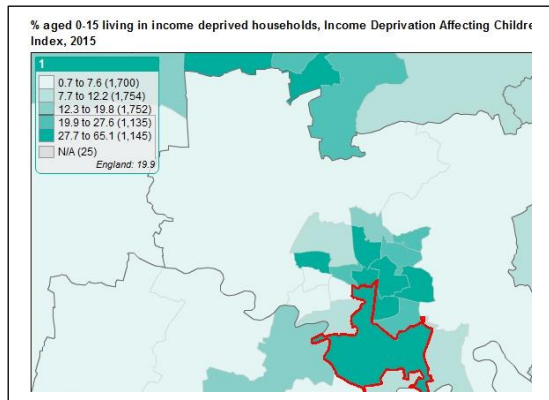 % aged 0-15 living in income deprived households, Income Deprivation Affecting Childre
Index, 2015
1
0.7 to 7.6 (1,700)
7.7 to 12.2 (1,754)
12.3 to 19.8 (1,752)
19.9 to 27.6 (1,135)
27.7 to 65.1 (1,145)
N/A (25)
England: 19.9